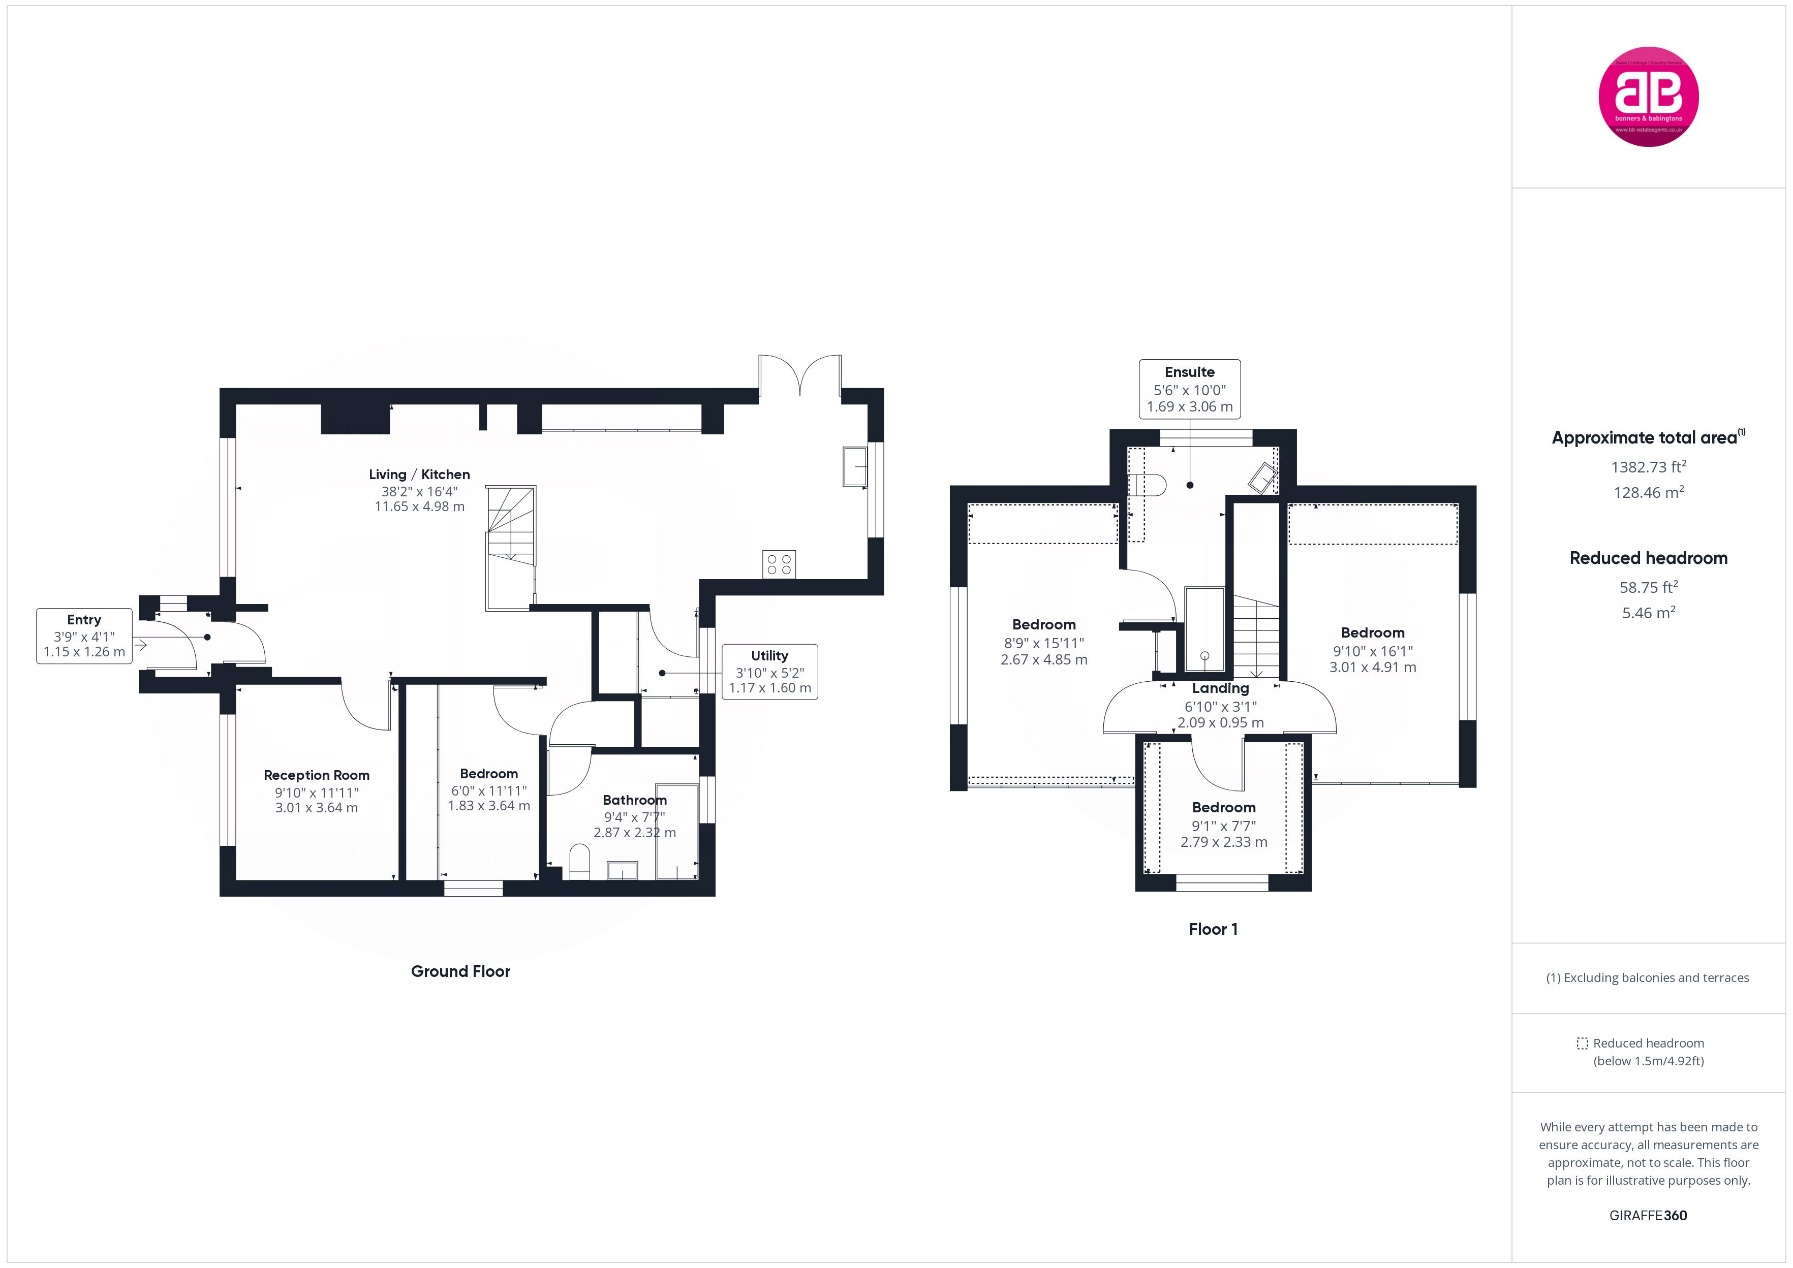 Living / Kitchen
38'2" x 16'4"
11.65 x 4.98 m
Entry
3'9" x 4'1"
1.15 x 1.26 m
Utility
3'10" x 5'2"
1.17 x 1.60 m
Reception Room
9'10" x 11'11"
3.01 x 3.64 m
Bedroom
6'0" x 11'11"
1.83 x 3.64 m
Bathroom
9'4" x 7'7"
2.87 x 2.32 m
Ground Floor
Ensuite
5'6" x 10'0"
1.69 x 3.06 m
Bedroom
8'9" x 15'11"
2.67 x 4.85 m
Bedroom
9'10" x 16'1"
3.01 x 4.91 m
Landing
6'10" x 3'1"
2.09 x 0.95 m
Bedroom
9'1" x 7'7"
2.79 x 2.33 m
Floor 1
BB
bonners & babingtons
www.bb-estateagents.co.uk
Approximate total area(1)
1382.73 ft²
128.46 m²
Reduced headroom
58.75 ft²
5.46 m²
(1) Excluding balconies and terraces
Reduced headroom
(below 1.5m/4.92ft)
While every attempt has been made to
ensure accuracy, all measurements are
approximate, not to scale. This floor
plan is for illustrative purposes only.
GIRAFFE360